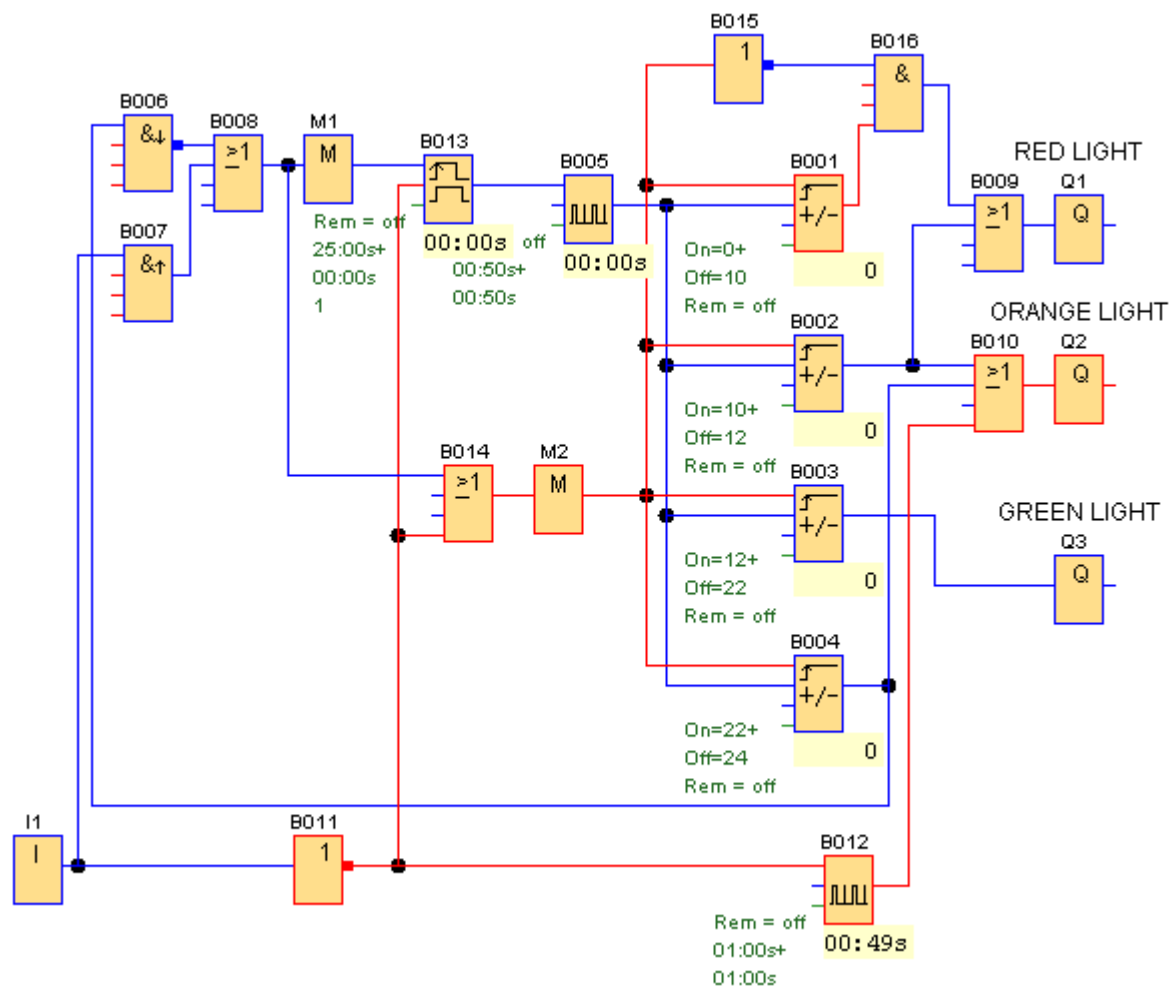 B015
1
B016
&
B006
&↓
B008
>1
M1
M
B013
B005
B001
+/-
RED LIGHT
B009
>1
Q1
Q
B007
&↑
Rem = off
25:00s+
00:00s
1
00:00s
off
00:50s+
00:50s
00:00s
On=0+
Off=10
Rem = off
0
B002
+/-
ORANGE LIGHT
B010
>1
Q2
Q
On=10+
Off=12
Rem = off
0
B014
>1
M2
M
B003
+/-
GREEN LIGHT
Q3
Q
On=12+
Off=22
Rem = off
0
B004
+/-
On=22+
Off=24
Rem = off
0
I1
I
B011
1
B012
Rem = off
01:00s+
01:00s
00:49s